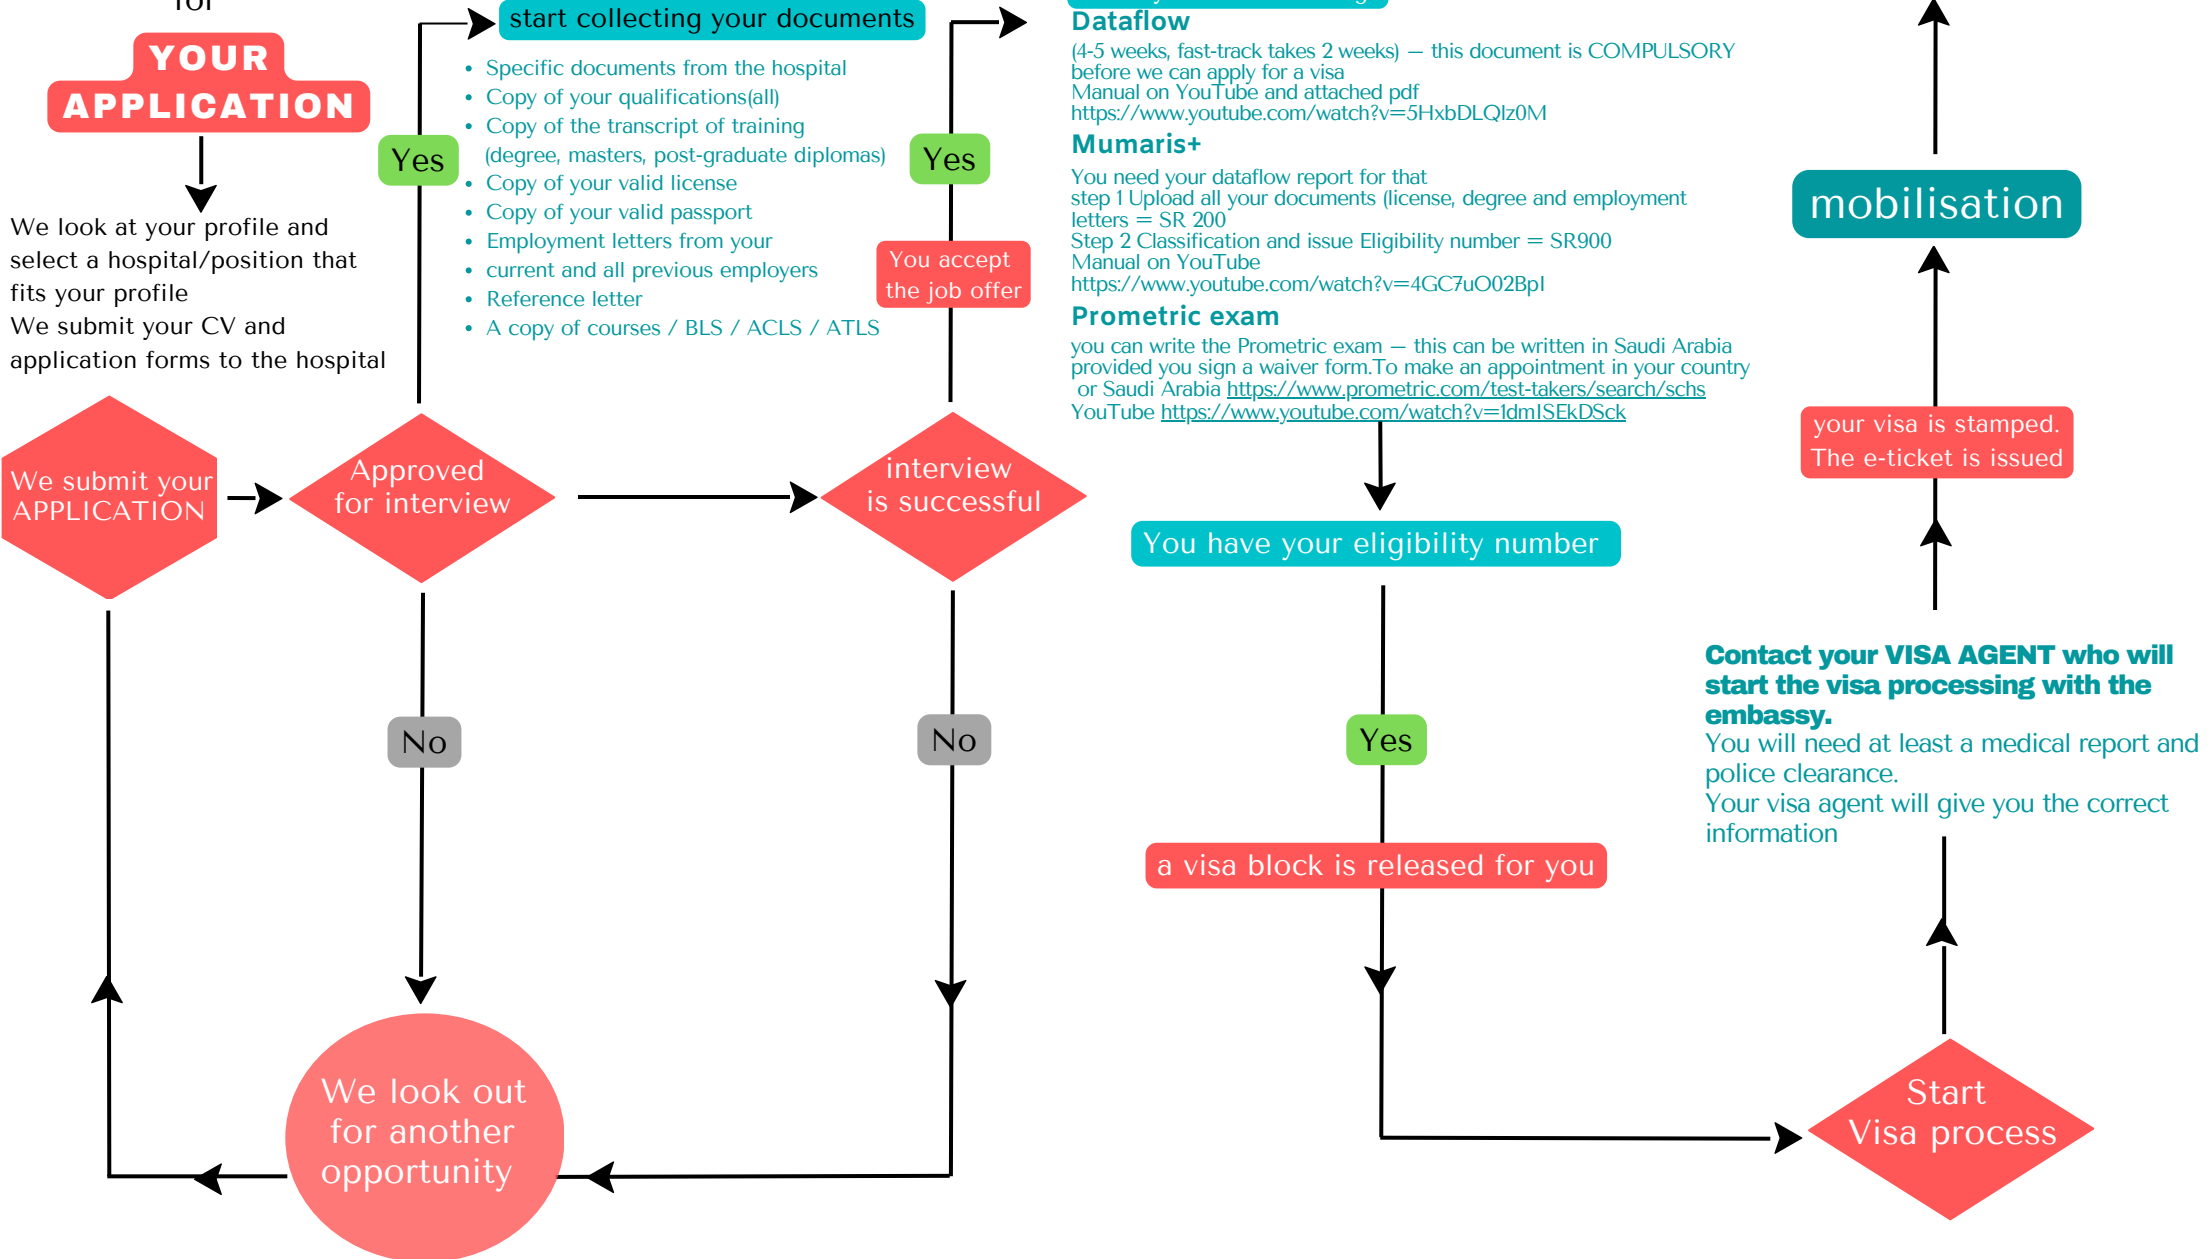 for
YOUR
APPLICATION
We look at your profile and
select a hospital/position that
fits your profile
We submit your CV and
application forms to the hospital
We submit your
APPLICATION
Yes
start collecting your documents
• Specific documents from the hospital
• Copy of your qualifications(all)
• Copy of the transcript of training
(degree, masters, post-graduate diplomas)
• Copy of your valid license
• Copy of your valid passport
• Employment letters from your
• current and all previous employers
• Reference letter
• A copy of courses / BLS / ACLS / ATLS
Approved
for interview
No
We look out
for another
opportunity
Yes
You accept
the job offer
interview
is successful
No
Dataflow
(4-5 weeks, fast-track takes 2 weeks) – this document is COMPULSORY
before we can apply for a visa
Manual on YouTube and attached pdf
https://www.youtube.com/watch?v=5HxbDLQlz0M
Mumaris+
You need your dataflow report for that
step 1 Upload all your documents (license, degree and employment
letters = SR 200
Step 2 Classification and issue Eligibility number = SR900
Manual on YouTube
https://www.youtube.com/watch?v=4GC7uO02BpI
Prometric exam
you can write the Prometric exam – this can be written in Saudi Arabia
provided you sign a waiver form.To make an appointment in your country
or Saudi Arabia https://www.prometric.com/test-takers/search/schs
YouTube https://www.youtube.com/watch?v=1dmISEkDSck
You have your eligibility number
Yes
a visa block is released for you
Start
Visa process
Contact your VISA AGENT who will
start the visa processing with the
embassy.
You will need at least a medical report and
police clearance.
Your visa agent will give you the correct
information
your visa is stamped.
The e-ticket is issued
mobilisation